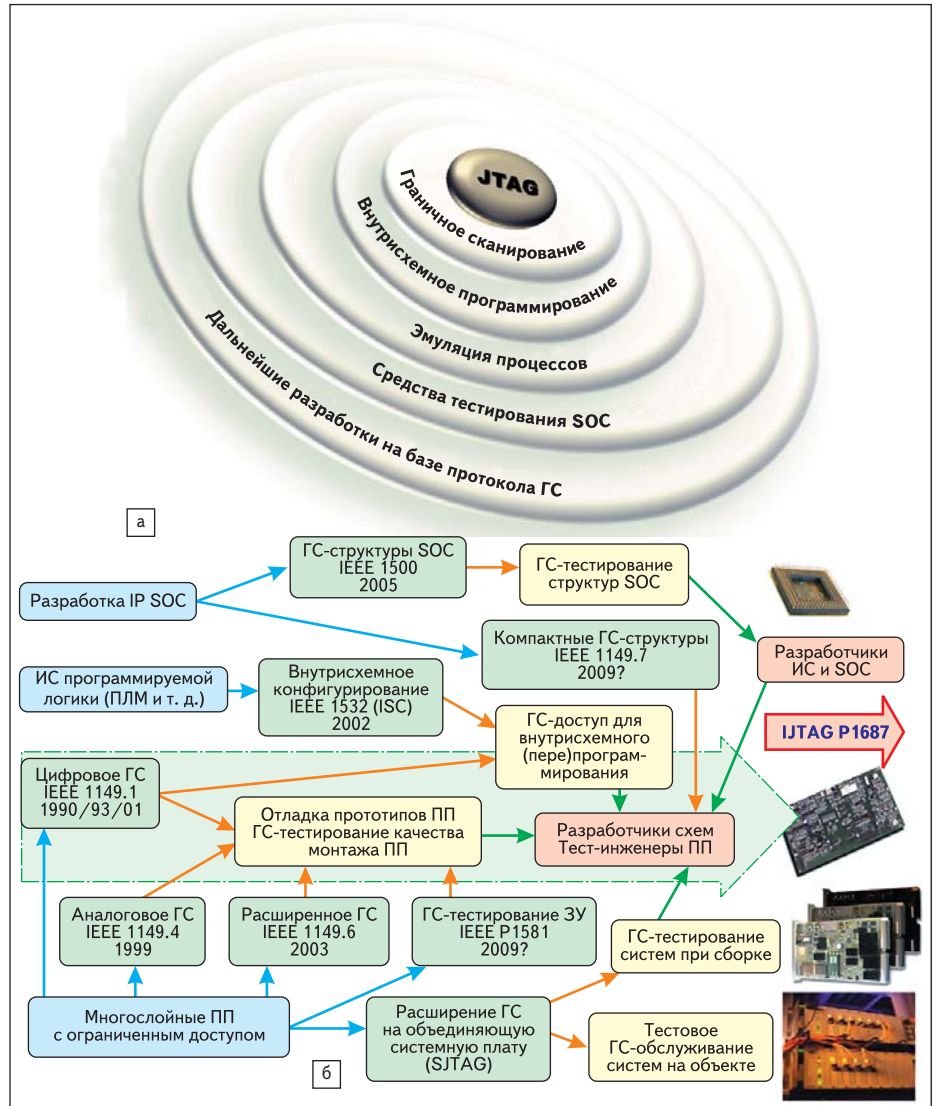 JTAG
Граничное сканирование
Внутрисхемное программирование
Эмуляция процессов
Средства тестирования SOC
Дальнейшие разработки на базе протокола ГС
а
ГС-структуры SOC
IEEE 1500
2005
ГС-тестирование
структур SOC
Разработка IP SOC
Компактные ГС-структуры
IEEE 1149.7
2009?
Разработчики
ИС и SOC
ИС программируемой
логики (ПЛМ и т. д.)
Внутрисхемное
конфигурирование
IEEE 1532 (ISC)
2002
ГС-доступ для
внутрисхемного
(пере)програм-
мирования
IJTAG P1687
Цифровое ГС
IEEE 1149.1
1990/93/01
Отладка прототипов ПП
ГС-тестирование качества
монтажа ПП
Разработчики схем
Тест-инженеры ПП
Аналоговое ГС
IEEE 1149.4
1999
Расширенное ГС
IEEE 1149.6
2003
ГС-тестирование ЗУ
IEEE P1581
2009?
ГС-тестирование
систем при сборке
Многослойные ПП
с ограниченным доступом
Расширение ГС
на объединяющую
системную плату
(SJTAG)
Тестовое
ГС-обслуживание
систем на объекте
б